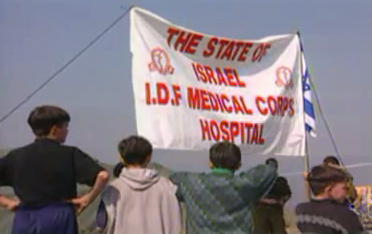 THE STATE OF
ISRAEL
I.D.F MEDICAL CORPS
HOSPITAL